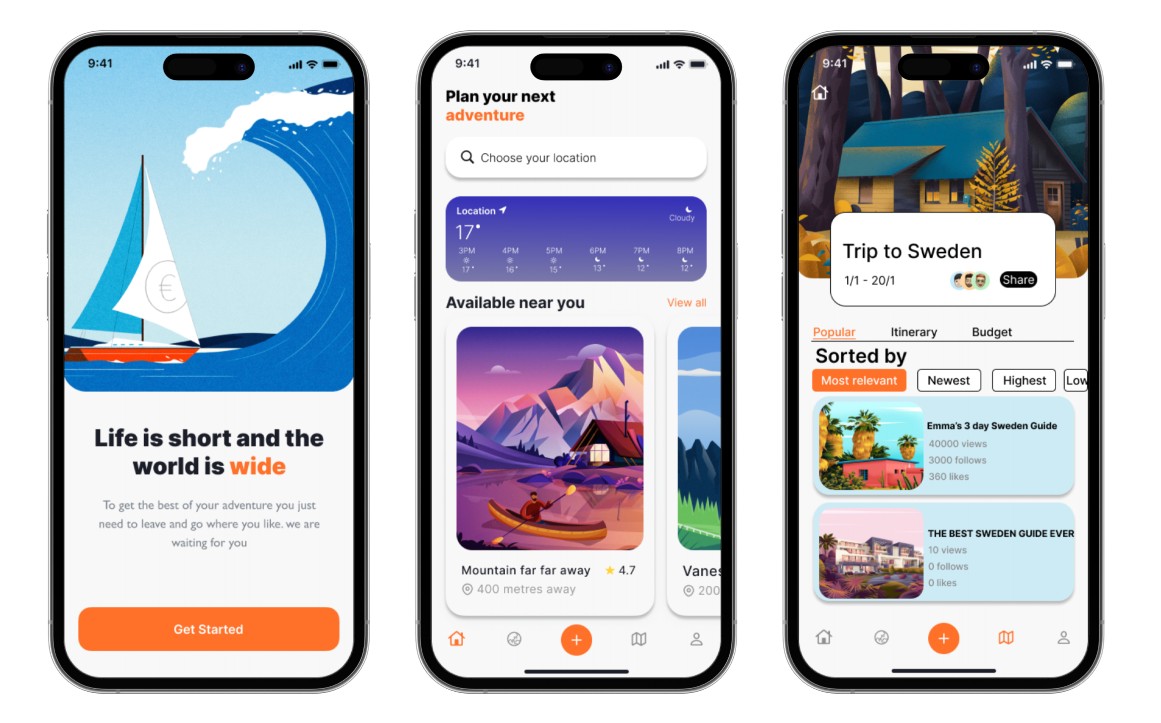 9:41
€
Life is short and the
world is wide
To get the best of your adventure you just
need to leave and go where you like. we are
waiting for you
Get Started
9:41
Plan your next
adventure
Choose your location
Location
Cloudy
17°
3PM 4PM 5PM 6PM 7PM 8PM
17° 16° 15° 13° 12° 12°
Available near you View all
Mountain far far away 4.7
400 metres away
Vanes
200
+
9:41
Trip to Sweden
1/1 - 20/1 Share
Popular Itinerary Budget
Sorted by
Most relevant Newest Highest Low
Emma's 3 day Sweden Guide
40000 views
3000 follows
360 likes
THE BEST SWEDEN GUIDE EVER
10 views
0 follows
0 likes
+